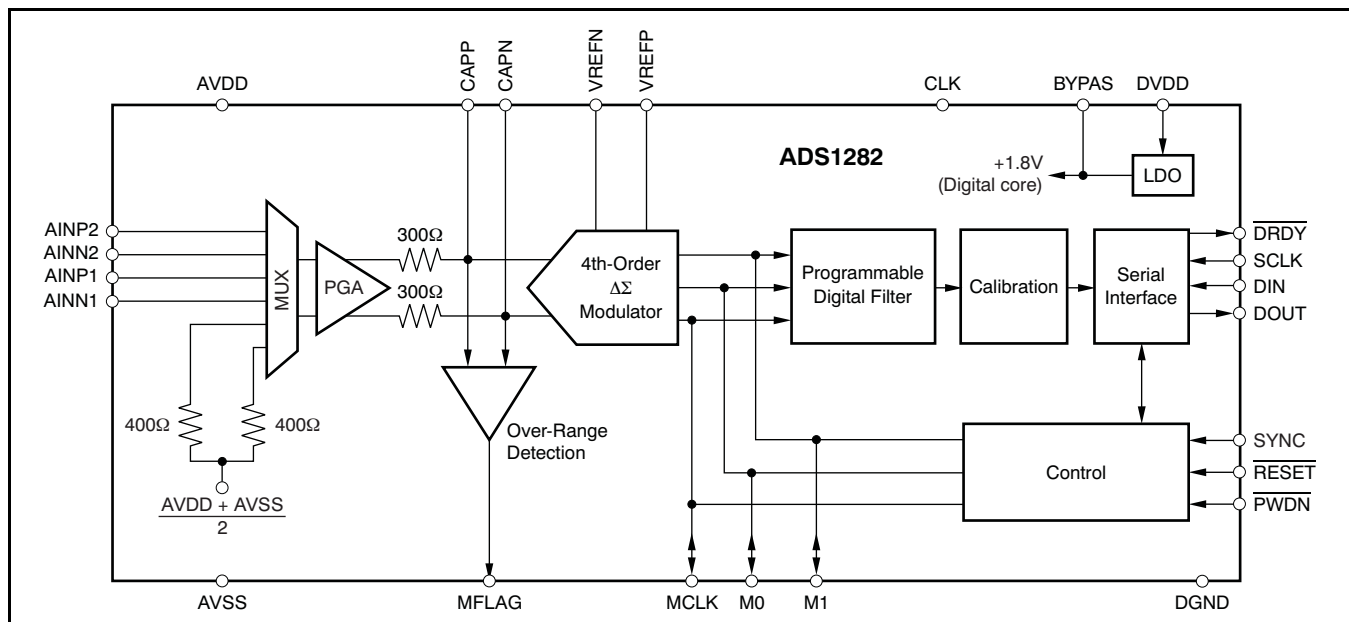 CAPP
CAPN
VREFN
VREFP
AVDD
CLK
BYPAS
DVDD
ADS1282
+1.8V
(Digital core)
LDO
AINP2
AINN2
AINP1
AINN1
MUX
PGA
300Ω
300Ω
4th-Order
ΔΣ
Modulator
Programmable
Digital Filter
Calibration
Serial
Interface
DRDY
SCLK
DIN
DOUT
400Ω
400Ω
Over-Range
Detection
Control
SYNC
RESET
PWDN
AVDD + AVSS
2
AVSS
MFLAG
MCLK
M0
M1
DGND